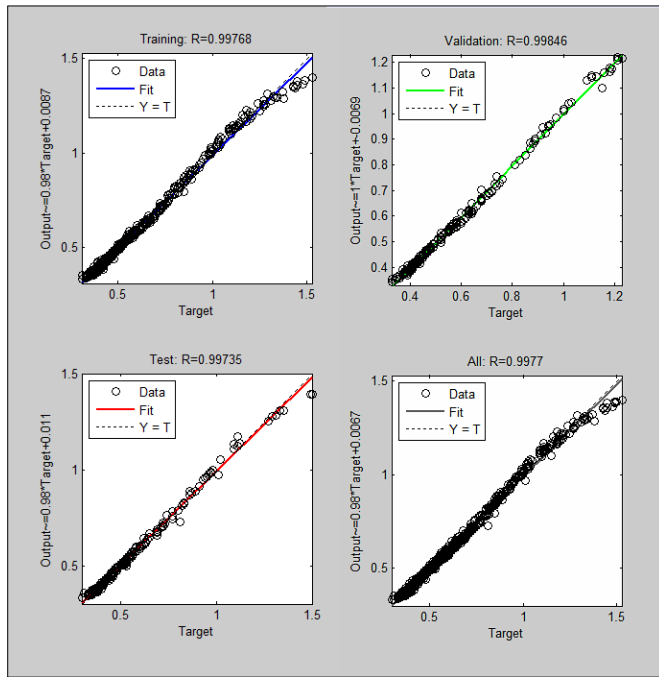 Training: R=0.99768
Data
Fit
Y = T
Output~=0.98*Target+0.0087
1.5
1
0.5
0.5
1
1.5
Target
Validation: R=0.99846
Data
Fit
Y = T
Output~=1*Target+-0.0069
1.2
1.1
1
0.9
0.8
0.7
0.6
0.5
0.4
0.4
0.6
0.8
1
1.2
Target
Test: R=0.99735
Data
Fit
Y = T
Output~=0.98*Target+0.011
1.5
1
0.5
0.5
1
1.5
Target
All: R=0.9977
Data
Fit
Y = T
Output~=0.98*Target+0.0067
1.5
1
0.5
0.5
1
1.5
Target